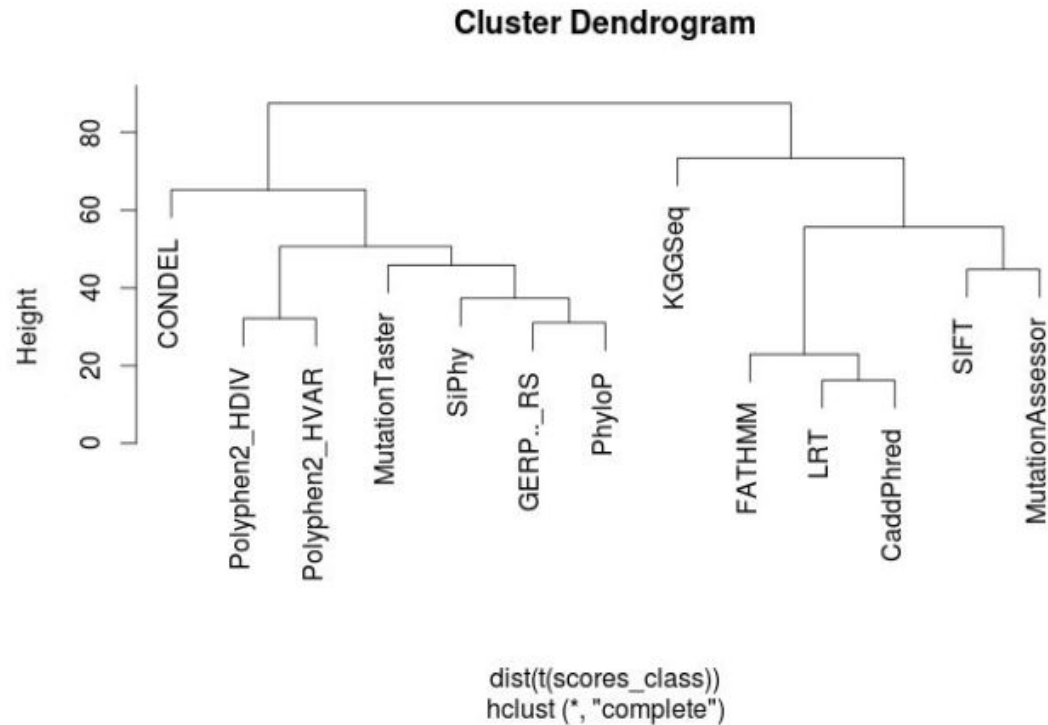 Cluster Dendrogram
Height
80
60
40
20
0
CONDEL
Polyphen2_HDIV
Polyphen2_HVAR
MutationTaster
SiPhy
GERP.._RS
PhyloP
KGGSeq
FATHMM
LRT
CaddPhred
SIFT
MutationAssessor
dist(t(scores_class))
hclust (*, "complete")